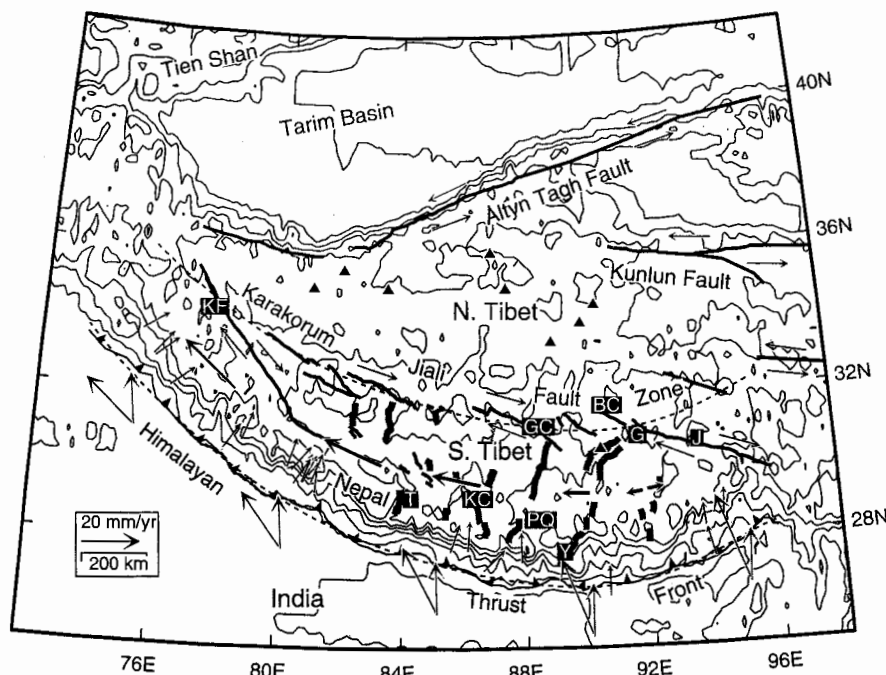 Tien Shan
40N
Tarim Basin
Altyn Tagh Fault
36N
Kunlun Fault
KF
Karakorum
N. Tibet
Jiali
Fault
Zone
32N
BC
GC
G
J
Himalayan
S. Tibet
Nepal
T
KC
PQ
Y
28N
20 mm/yr
200 km
India
Thrust
Front
76E
80E
84E
88E
92E
96E